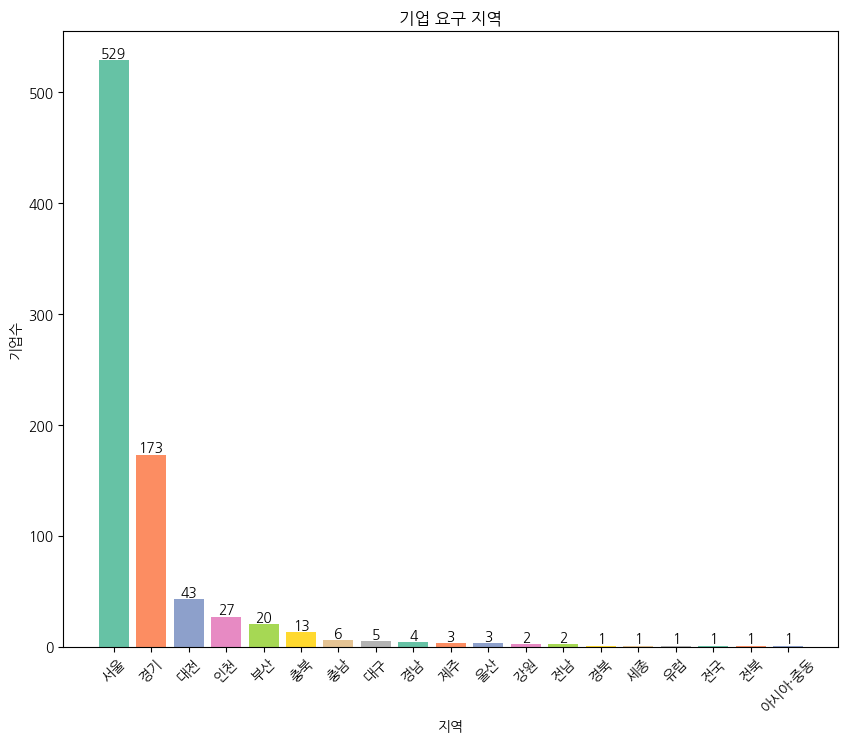 기업 요구 지역
기업수
500
400
300
200
100
0
529
173
43
27
20
13
6
5
4
3
3
2
2
1
1
1
1
1
1
서울
경기
대전
인천
부산
충북
충남
대구
경남
제주
울산
강원
전남
경북
세종
유럽
전국
전북
아시아·중동
지역